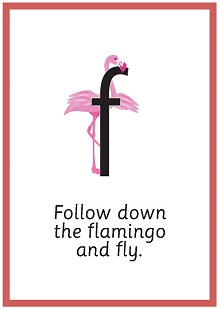 f
Follow down
the flamingo
and fly.